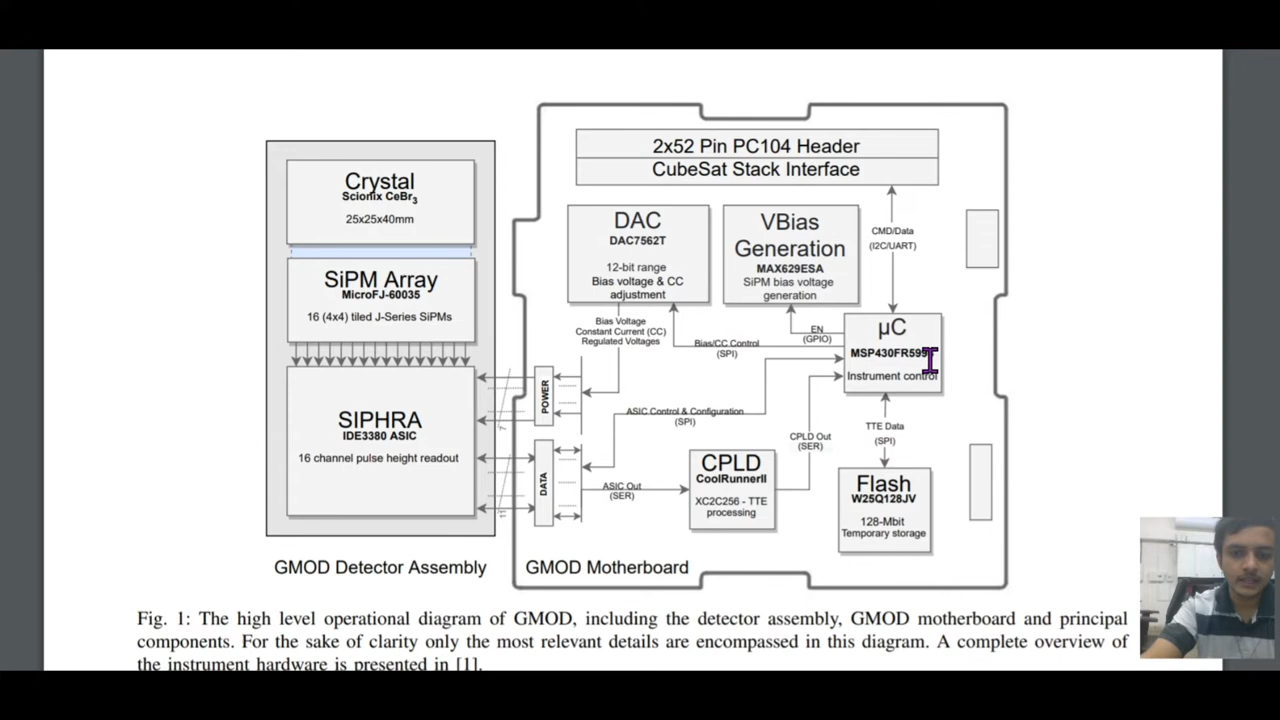 2x52 Pin PC104 Header
CubeSat Stack Interface
Crystal
Scionix CeBr3
25x25x40mm
SiPM Array
MicroFJ-60035
16 (4x4) tiled J-Series SiPMs
SIPHRA
IDE3380 ASIC
16 channel pulse height readout
GMOD Detector Assembly
DAC
DAC7562T
12-bit range
Bias voltage & CC
adjustment
VBias
Generation
MAX629ESA
SiPM bias voltage
generation
CMD/Data
(I2C/UART)
Bias Voltage
Constant Current (CC)
Regulated Voltages
EN
(GPIO)
Bias/CC Control
(SPI)
µC
Instrument control
POWER
7
ASIC Control & Configuration
(SPI)
CPLD Out
(SER)
TTE Data
(SPI)
DATA
11
ASIC Out
(SER)
CPLD
CoolRunnerII
XC2C256 - TTE
processing
Flash
W25Q128JV
128-Mbit
Temporary storage
GMOD Motherboard
Fig. 1: The high level operational diagram of GMOD, including the detector assembly, GMOD motherboard and principal
components. For the sake of clarity only the most relevant details are encompassed in this diagram. A complete overview of
the instrument hardware is presented in [1].